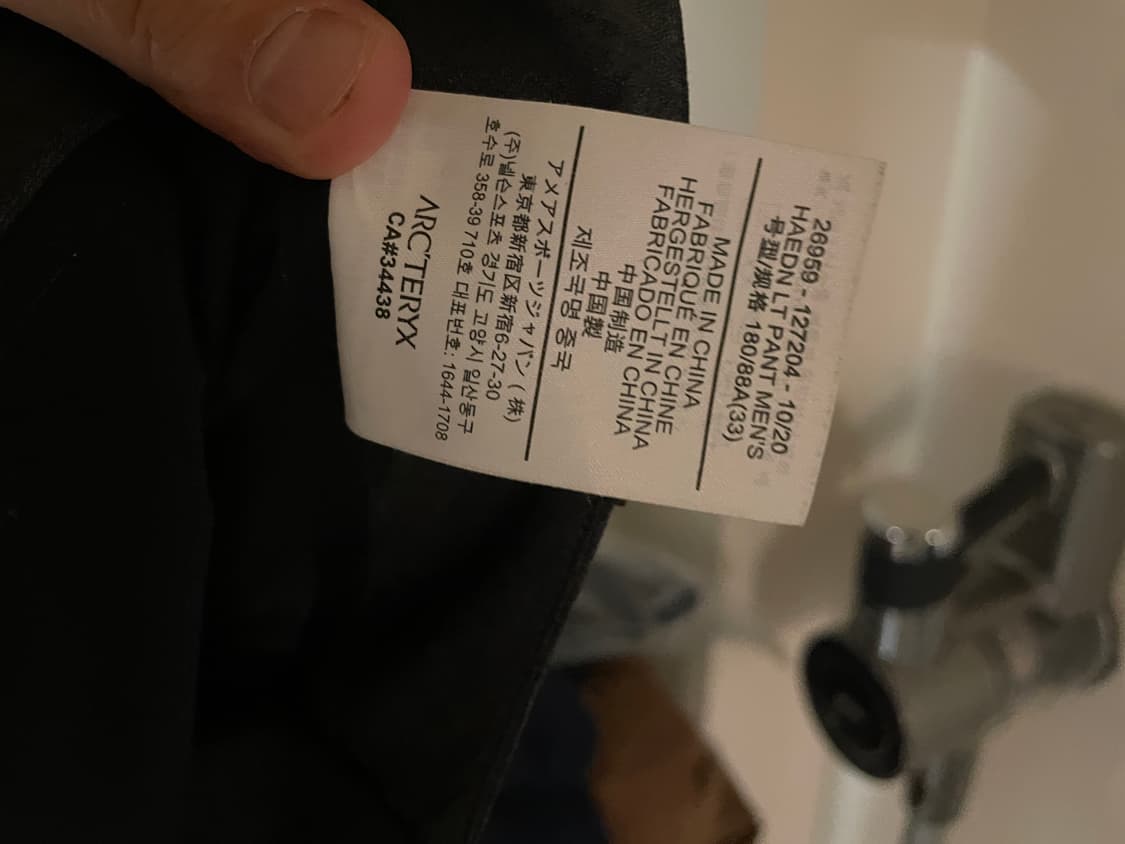 26959 - 127204 - 10/20
HAEDN LT PANT MEN'S
号型/规格 180/88A(33)
MADE IN CHINA
FABRIQUÉ EN CHINE
HERGESTELLT IN CHINA
FABRICADO EN CHINA
中国制造
中国製
제조국명 중국
アメアスポーツジャパン（株）
東京都新宿区新宿6-27-30
(주)넬슨스포츠 경기도 고양시 일산동구
호수로 358-39 710호 대표번호: 1644-1708
ARC'TERYX
CA#34438